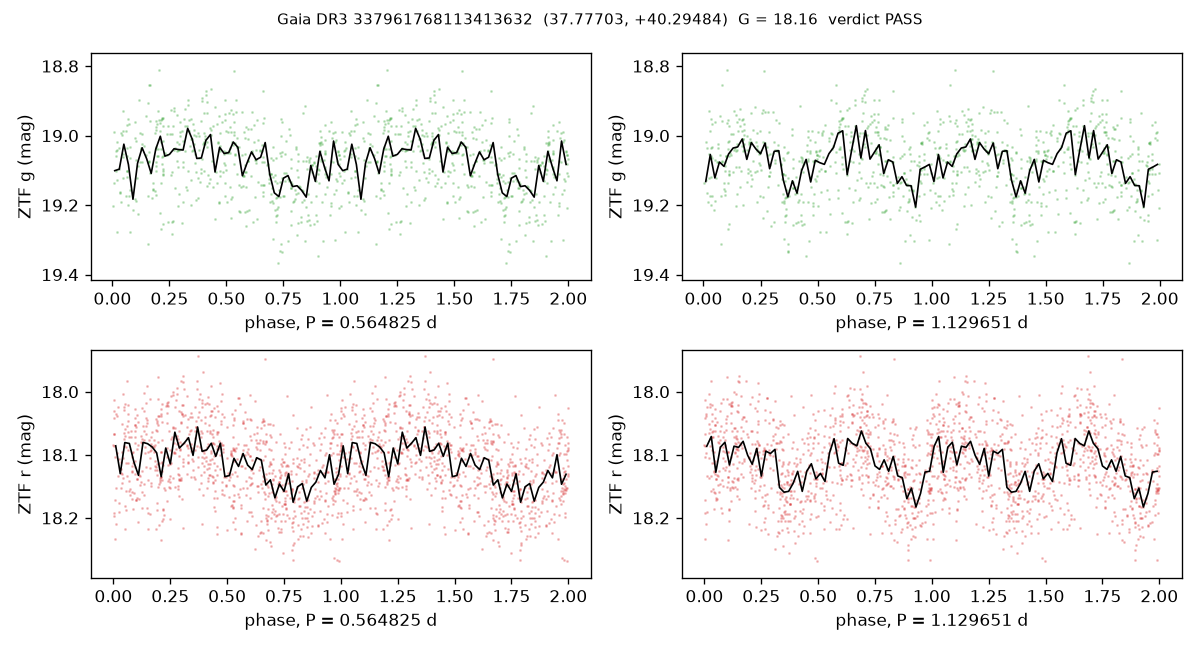 Gaia DR3 337961768113413632  (37.77703, +40.29484)  G = 18.16  verdict PASS
ZTF g (mag)
18.8
19.0
19.2
19.4
0.00 0.25 0.50 0.75 1.00 1.25 1.50 1.75 2.00
phase, P = 0.564825 d
ZTF g (mag)
18.8
19.0
19.2
19.4
0.00 0.25 0.50 0.75 1.00 1.25 1.50 1.75 2.00
phase, P = 1.129651 d
ZTF r (mag)
18.0
18.1
18.2
0.00 0.25 0.50 0.75 1.00 1.25 1.50 1.75 2.00
phase, P = 0.564825 d
ZTF r (mag)
18.0
18.1
18.2
0.00 0.25 0.50 0.75 1.00 1.25 1.50 1.75 2.00
phase, P = 1.129651 d